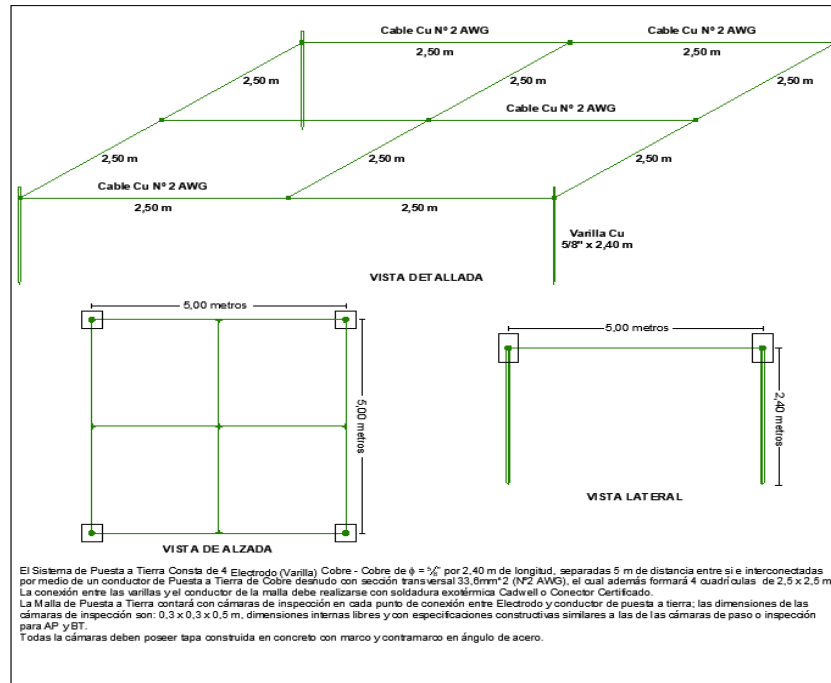 Cable Cu Nº 2 AWG
Cable Cu Nº 2 AWG
2,50 m
2,50 m
2,50 m
2,50 m
2,50 m
Cable Cu Nº 2 AWG
2,50 m
2,50 m
2,50 m
2,50 m
Cable Cu Nº 2 AWG
2,50 m
2,50 m
Varilla Cu
5/8" x 2,40 m
VISTA DETALLADA
5,00 metros
5,00 metros
5,00 metros
2,40 metros
VISTA LATERAL
VISTA DE ALZADA
El Sistema de Puesta a Tierra Consta de 4 Electrodo (Varilla) Cobre - Cobre de ϕ = 5/8" por 2,40 m de longitud, separadas 5 m de distancia entre si e interconectadas
por medio de un conductor de Puesta a Tierra de Cobre desnudo con sección transversal 33,6mm^2 (Nº2 AWG), el cual además formará 4 cuadrículas de 2,5 x 2,5 m
La conexión entre las varillas y el conductor de la malla debe realizarse con soldadura exotérmica Cadwell o Conector Certificado.
La Malla de Puesta a Tierra contará con cámaras de inspección en cada punto de conexión entre Electrodo y conductor de puesta a tierra; las dimensiones de las
cámaras de inspección son: 0,3 x 0,3 x 0,5 m, dimensiones internas libres y con especificaciones constructivas similares a las de las cámaras de paso o inspección
para AP y BT.
Todas la cámaras deben poseer tapa construida en concreto con marco y contramarco en ángulo de acero.